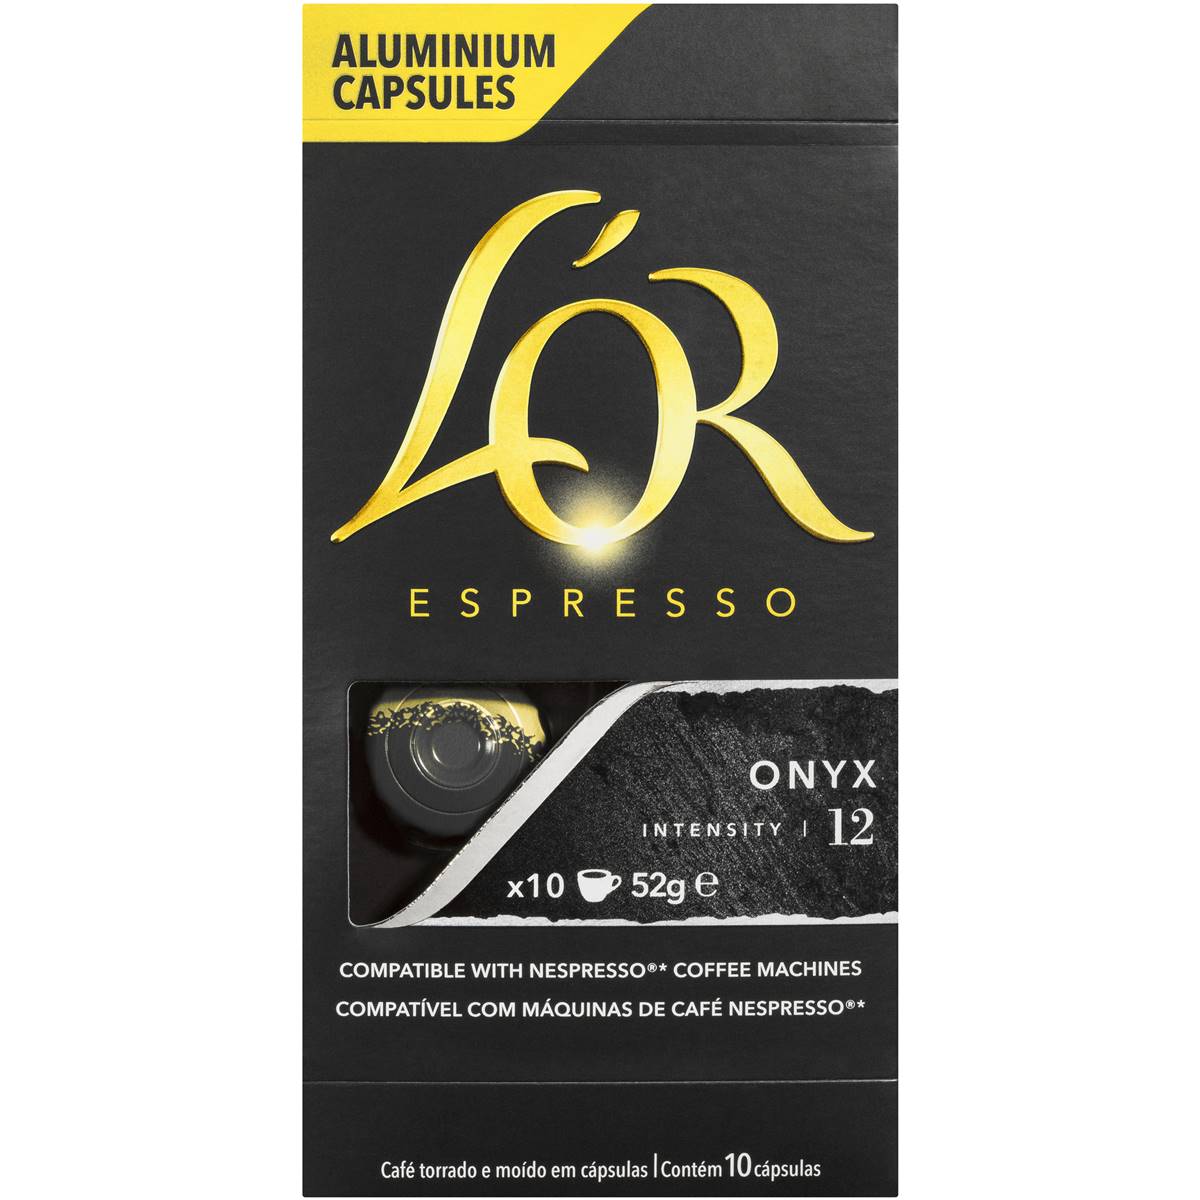 ALUMINIUM
CAPSULES
L'OR
ESPRESSO
ONYX
INTENSITY | 12
x10 52g ℮
COMPATIBLE WITH NESPRESSO®* COFFEE MACHINES
COMPATÍVEL COM MÁQUINAS DE CAFÉ NESPRESSO®*
Café torrado e moído em cápsulas | Contém 10 cápsulas